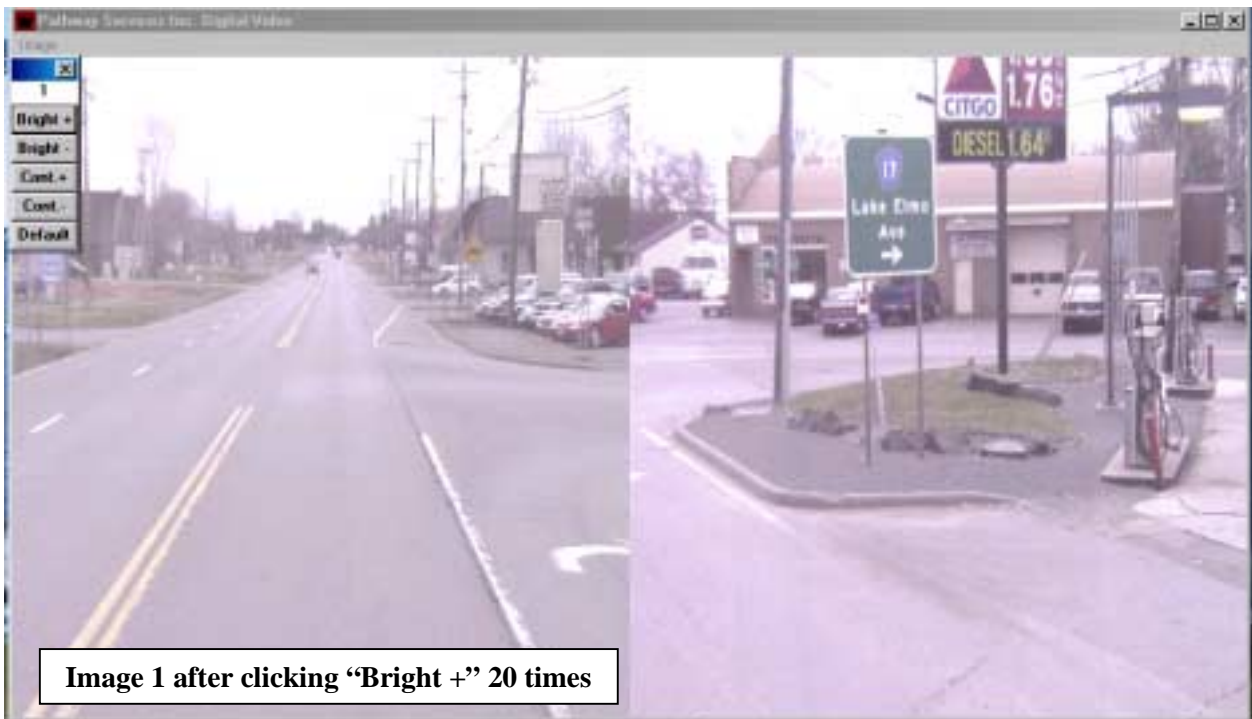 Pathway Services Inc. Digital Video
Image
1
Bright +
Bright -
Cont.+
Cont.-
Default
CITGO
1.76
DIESEL 1.64
17
Lake Elmo
Ave
Image 1 after clicking “Bright +” 20 times